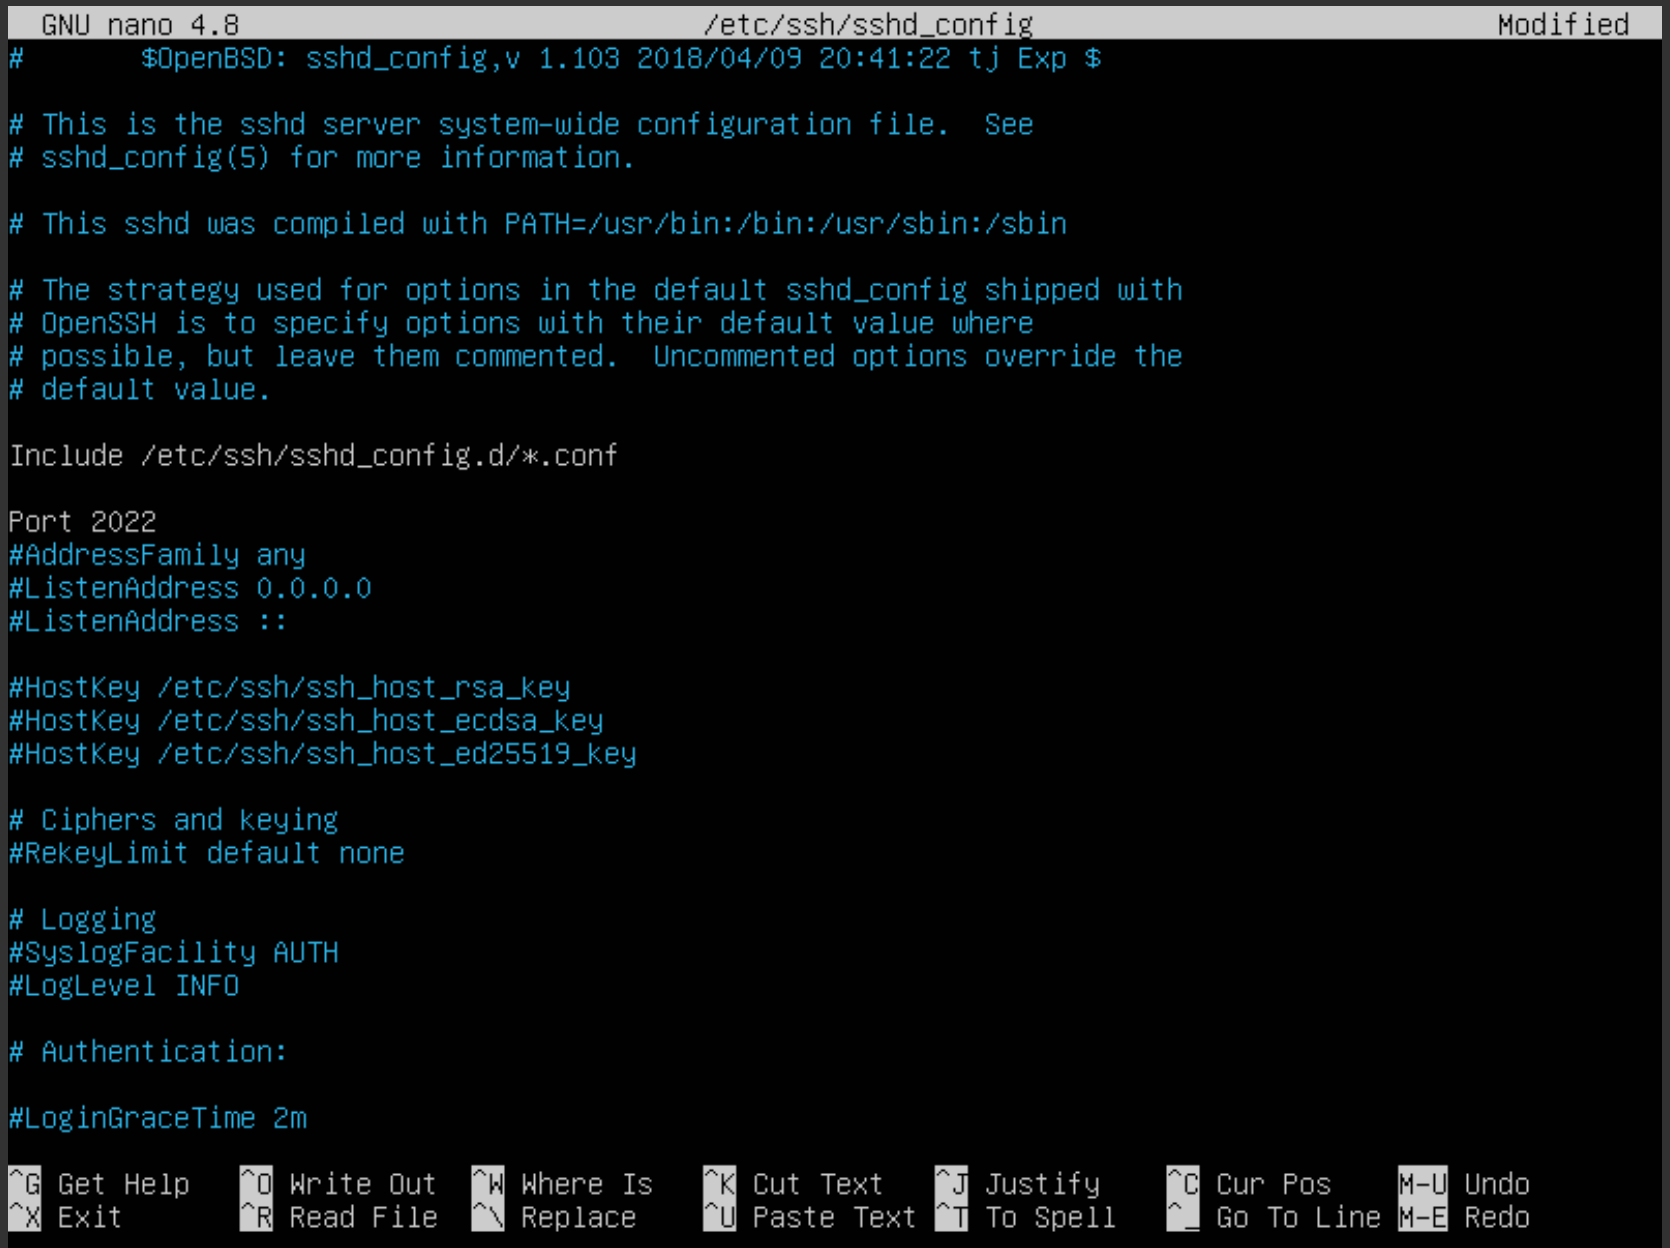 GNU nano 4.8 /etc/ssh/sshd_config Modified
# $OpenBSD: sshd_config,v 1.103 2018/04/09 20:41:22 tj Exp $
# This is the sshd server system-wide configuration file.  See
# sshd_config(5) for more information.
# This sshd was compiled with PATH=/usr/bin:/bin:/usr/sbin:/sbin
# The strategy used for options in the default sshd_config shipped with
# OpenSSH is to specify options with their default value where
# possible, but leave them commented.  Uncommented options override the
# default value.
Include /etc/ssh/sshd_config.d/*.conf
Port 2022
#AddressFamily any
#ListenAddress 0.0.0.0
#ListenAddress ::
#HostKey /etc/ssh/ssh_host_rsa_key
#HostKey /etc/ssh/ssh_host_ecdsa_key
#HostKey /etc/ssh/ssh_host_ed25519_key
# Ciphers and keying
#RekeyLimit default none
# Logging
#SyslogFacility AUTH
#LogLevel INFO
# Authentication:
#LoginGraceTime 2m
^G Get Help ^O Write Out ^W Where Is ^K Cut Text ^J Justify ^C Cur Pos M-U Undo
^X Exit ^R Read File ^\ Replace ^U Paste Text ^T To Spell ^_ Go To Line M-E Redo